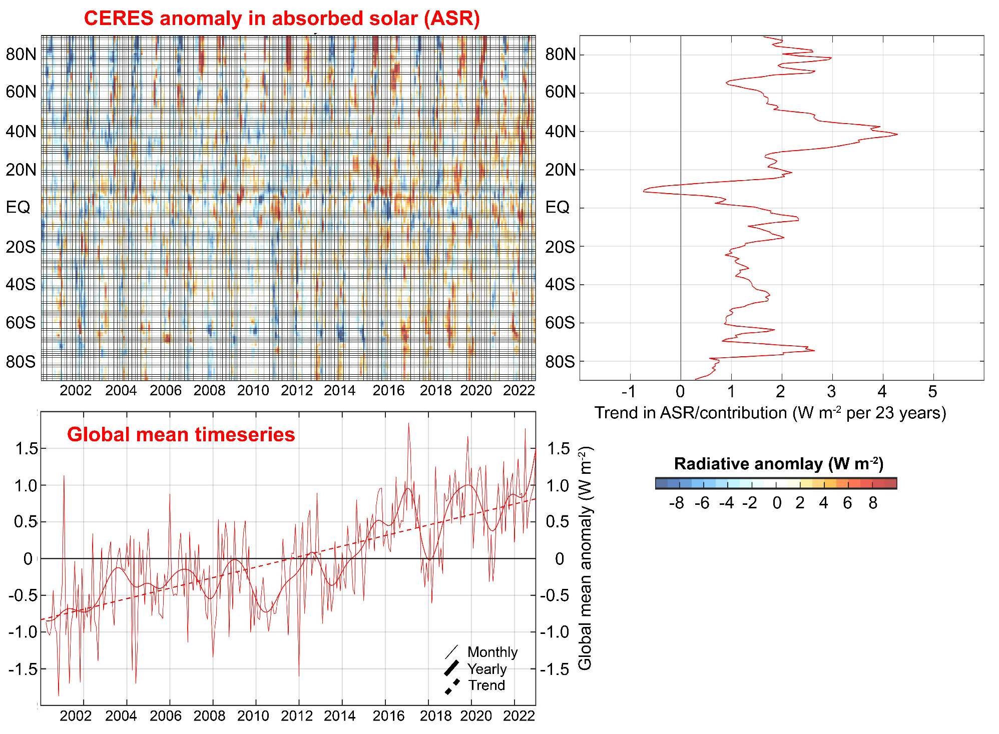 CERES anomaly in absorbed solar (ASR)
80N
60N
40N
20N
EQ
20S
40S
60S
80S
2002 2004 2006 2008 2010 2012 2014 2016 2018 2020 2022
80N
60N
40N
20N
EQ
20S
40S
60S
80S
-1 0 1 2 3 4 5
Trend in ASR/contribution (W m-2 per 23 years)
Global mean timeseries
1.5
1.0
0.5
0
-0.5
-1.0
-1.5
Monthly
Yearly
Trend
2002 2004 2006 2008 2010 2012 2014 2016 2018 2020 2022
1.5
1.0
0.5
0
-0.5
-1.0
-1.5
Global mean anomaly (W m-2)
Radiative anomlay (W m-2)
-8 -6 -4 -2 0 2 4 6 8